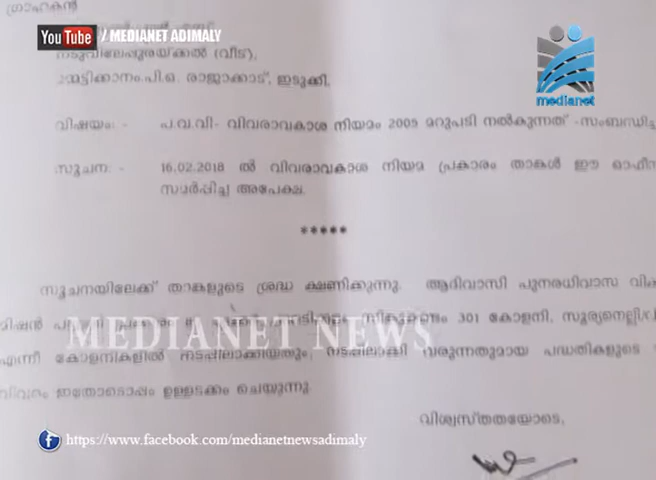 ഗ്രാഹകൻ
YouTube / MEDIANET ADIMALY
medianet
നടുവിലേപുരയ്ക്കൽ (വീട),
മമ്മട്ടിക്കാനം.പി.ഒ. രാജാക്കാട്, ഇടുക്കി.
വിഷയം: - പ.വ.വി- വിവരാവകാശ നിയമം 2005 മറുപടി നൽകുന്നത് -സംബന്ധിച്ച
സൂചന: - 16.02.2018 ൽ വിവരാവകാശ നിയമ പ്രകാരം താങ്കൾ ഈ ഓഫീസ
സമർപ്പിച്ച അപേക്ഷ.
*****
സൂചനയിലേക്ക് താങ്കളുടെ ശ്രദ്ധ ക്ഷണിക്കുന്നു. ആദിവാസി പുനരധിവാസ വിക
301 കോളനി, സൂര്യനെല്ലി
MEDIANET NEWS
എന്നീ കോളനികളിൽ നടപ്പിലാക്കിയതും, നടപ്പിലാക്കി വരുന്നതുമായ പദ്ധതികളുടെ
വിവരം ഇതോടൊപ്പം ഉള്ളടക്കം ചെയുന്നു
വിശ്വസ്തതയോടെ,
https://www.facebook.com/medianetnewsadimaly